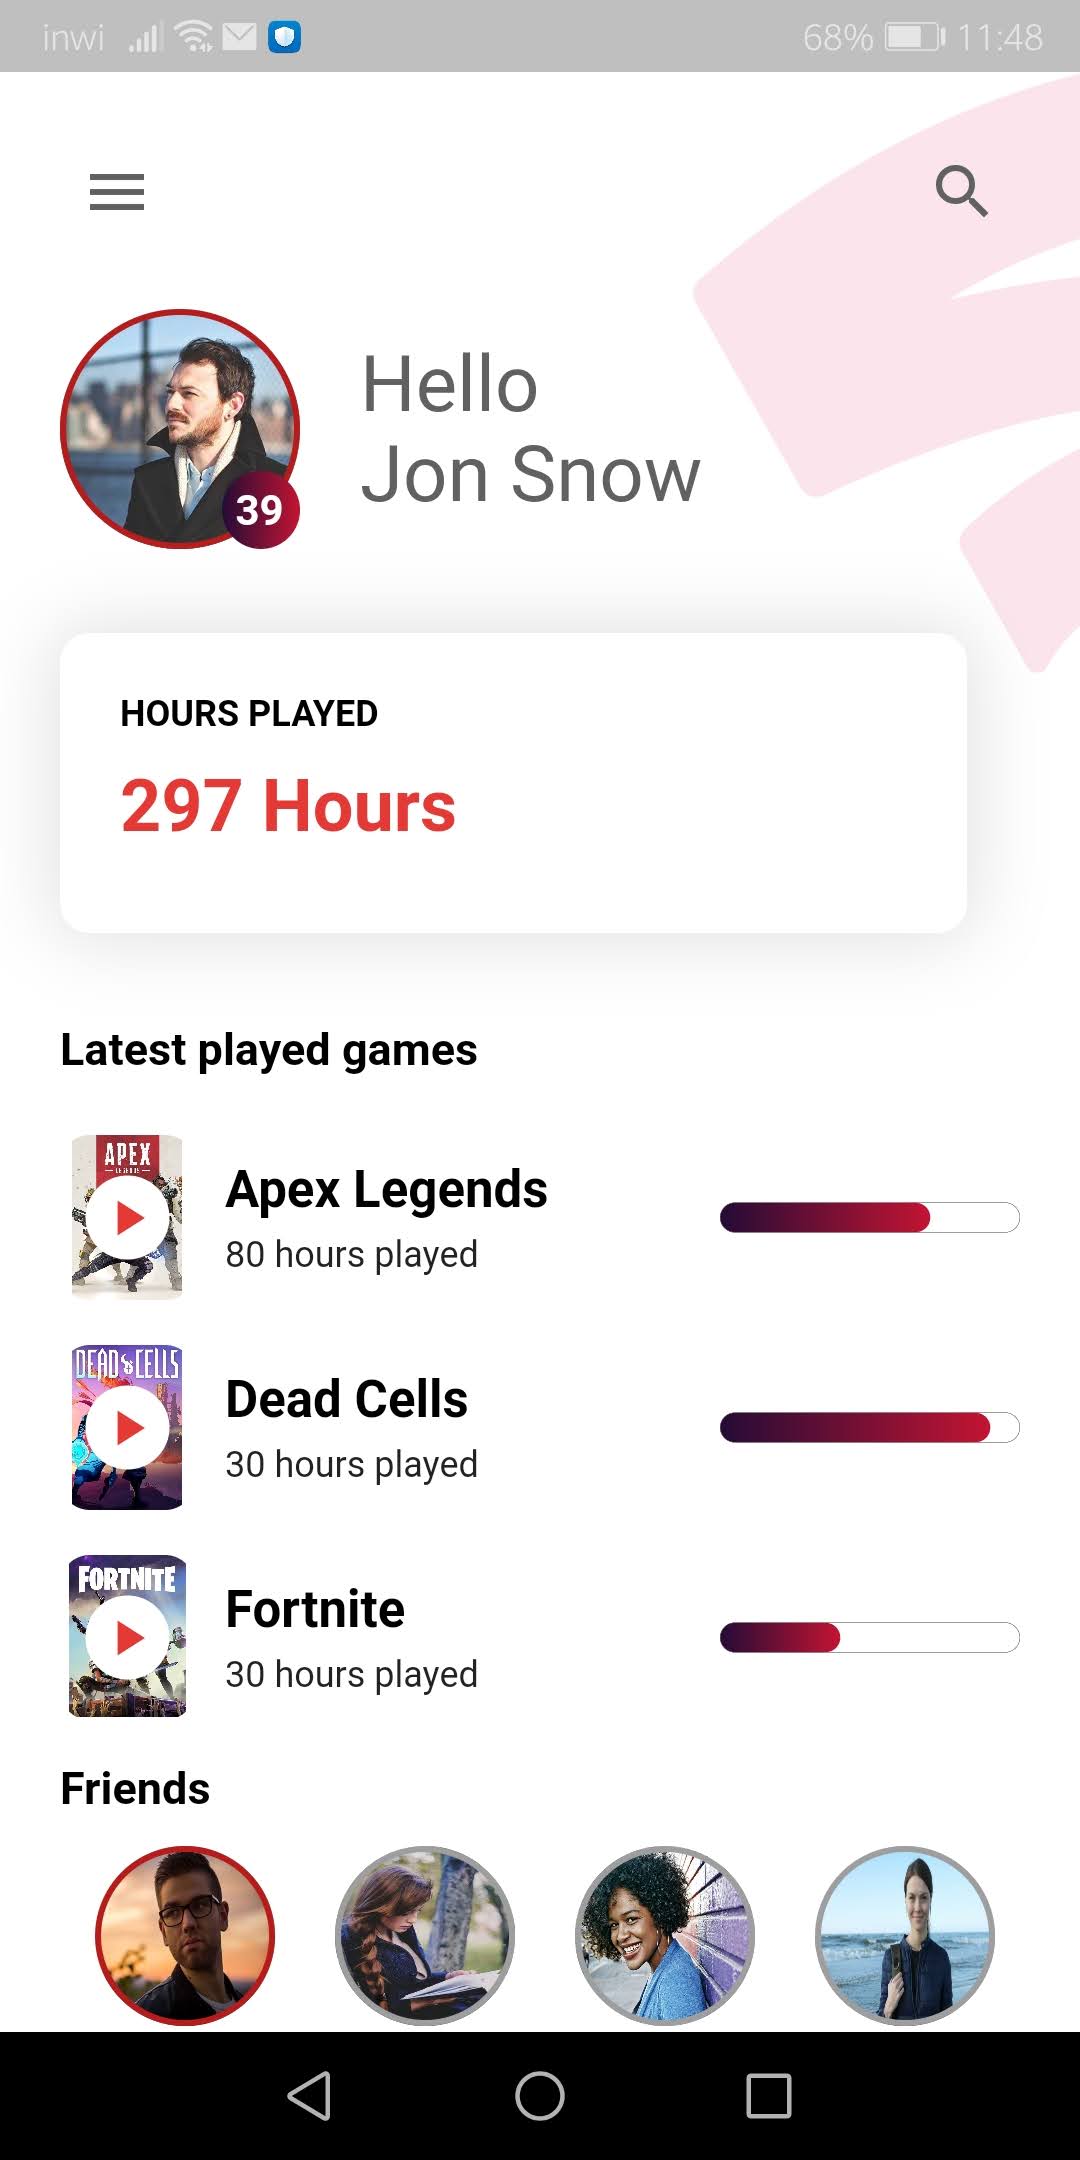 inwi 68% 11:48
Hello
Jon Snow
39
HOURS PLAYED
297 Hours
Latest played games
APEX
LEGENDS
Apex Legends
80 hours played
DEAD CELLS
Dead Cells
30 hours played
FORTNITE
Fortnite
30 hours played
Friends